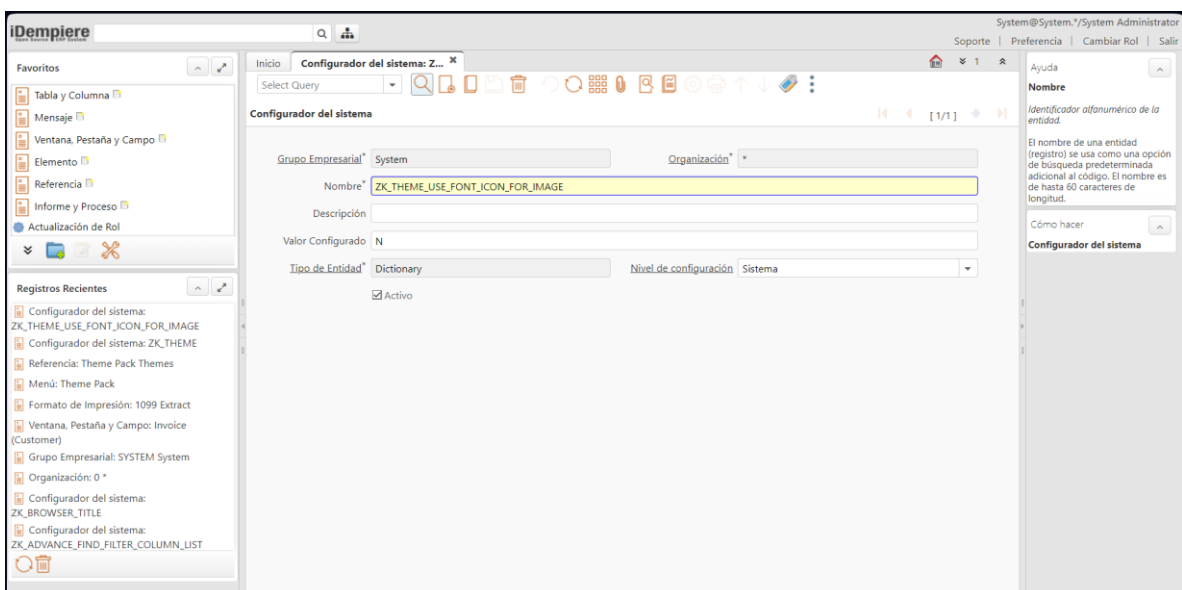 System@System.*/System Administrator
iDempiere
Open Source ERP System
Soporte | Preferencia | Cambiar Rol | Salir
Favoritos
Tabla y Columna
Mensaje
Ventana, Pestaña y Campo
Elemento
Referencia
Informe y Proceso
Actualización de Rol
Registros Recientes
Configurador del sistema:
ZK_THEME_USE_FONT_ICON_FOR_IMAGE
Configurador del sistema: ZK_THEME
Referencia: Theme Pack Themes
Menú: Theme Pack
Formato de Impresión: 1099 Extract
Ventana, Pestaña y Campo: Invoice
(Customer)
Grupo Empresarial: SYSTEM System
Organización: 0 *
Configurador del sistema:
ZK_BROWSER_TITLE
Configurador del sistema:
ZK_ADVANCE_FIND_FILTER_COLUMN_LIST
Inicio Configurador del sistema: Z... ×
1
Select Query
Configurador del sistema
[1/1]
Grupo Empresarial* System Organización* *
Nombre* ZK_THEME_USE_FONT_ICON_FOR_IMAGE
Descripción
Valor Configurado N
Tipo de Entidad* Dictionary Nivel de configuración Sistema
Activo
Ayuda
Nombre
Identificador alfanumérico de la
entidad.
El nombre de una entidad
(registro) se usa como una opción
de búsqueda predeterminada
adicional al código. El nombre es
de hasta 60 caracteres de
longitud.
Cómo hacer
Configurador del sistema